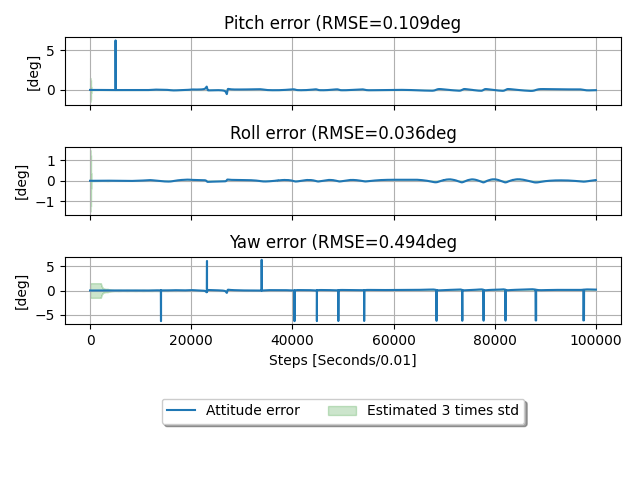 Pitch error (RMSE=0.109deg
[deg]
5
0
Roll error (RMSE=0.036deg
[deg]
1
0
−1
Yaw error (RMSE=0.494deg
[deg]
5
0
−5
0 20000 40000 60000 80000 100000
Steps [Seconds/0.01]
Attitude error Estimated 3 times std